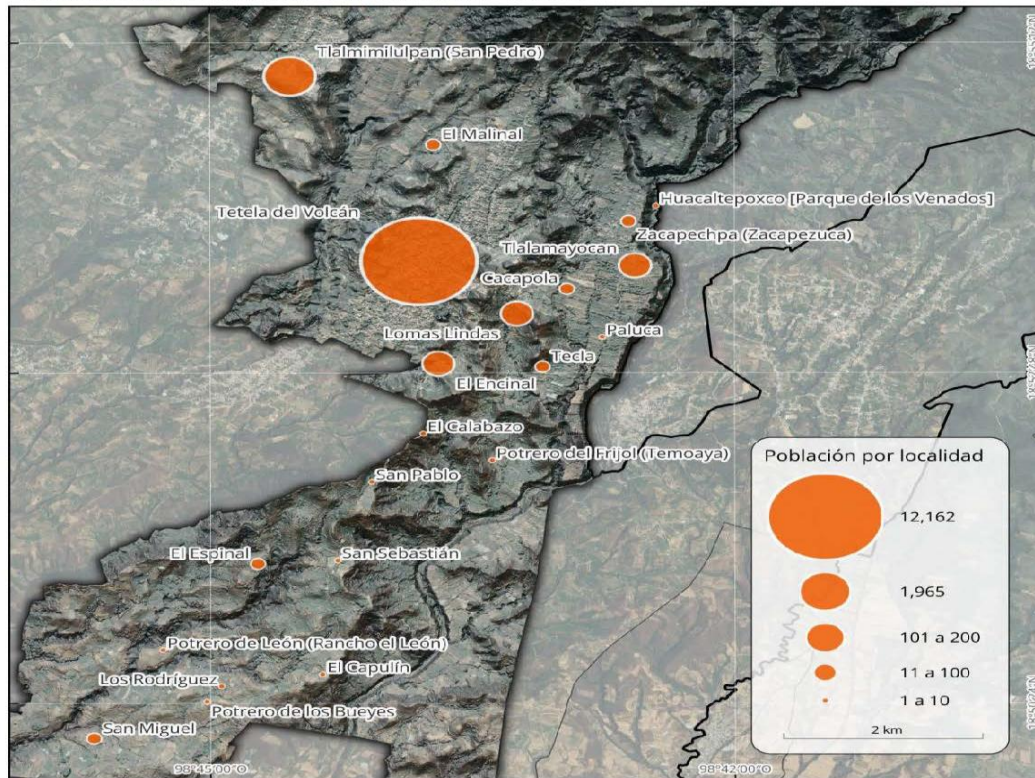 Tlalmimilulpan (San Pedro)
El Malinal
Huacaltepoxco [Parque de los Venados]
Tetela del Volcán
Zacapechpa (Zacapezuca)
Tlalamayocan
Cacapola
Lomas Lindas
Paluca
Tecla
El Encinal
El Calabazo
Potrero del Frijol (Temoaya)
San Pablo
El Espinal
San Sebastián
Potrero de León (Rancho el León)
El Capulín
Los Rodríguez
Potrero de los Bueyes
San Miguel
Población por localidad
12,162
1,965
101 a 200
11 a 100
1 a 10
2 km
98°45'00"O
98°42'00"O